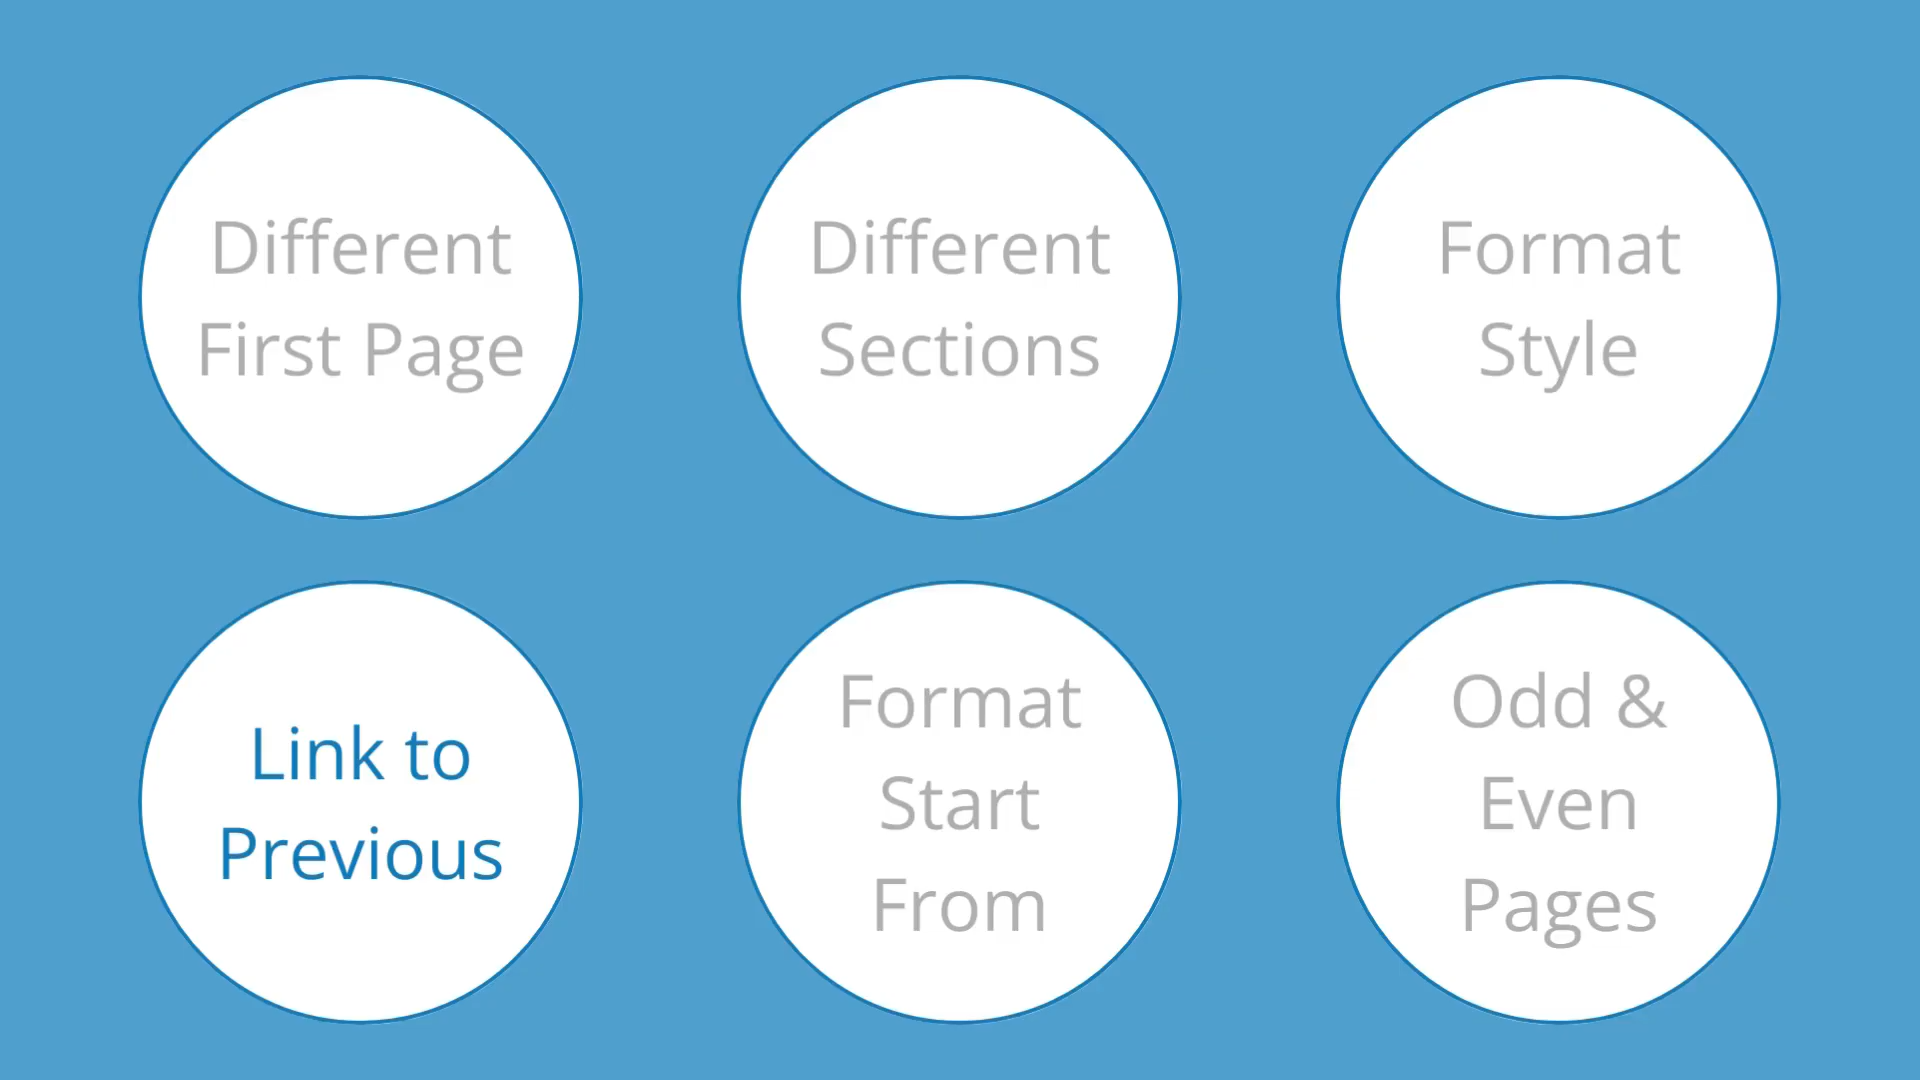 Different
First Page
Different
Sections
Format
Style
Link to
Previous
Format
Start
From
Odd &
Even
Pages